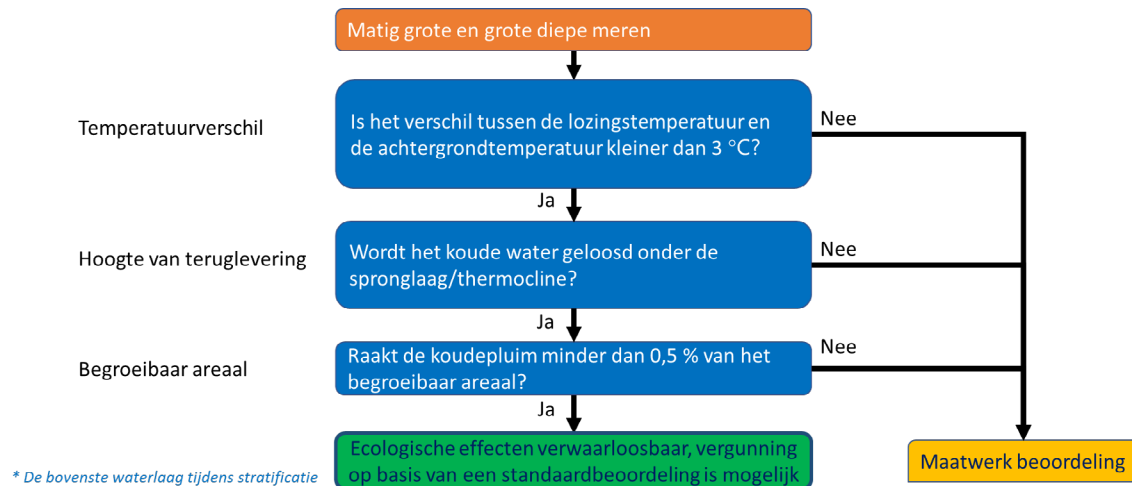 Matig grote en grote diepe meren
Temperatuurverschil
Is het verschil tussen de lozingstemperatuur en
de achtergrondtemperatuur kleiner dan 3 °C?
Nee
Ja
Hoogte van teruglevering
Wordt het koude water geloosd onder de
spronglaag/thermocline?
Nee
Ja
Begroeibaar areaal
Raakt de koudepluim minder dan 0,5 % van het
begroeibaar areaal?
Nee
Ja
Ecologische effecten verwaarloosbaar, vergunning
op basis van een standaardbeoordeling is mogelijk
Maatwerk beoordeling
* De bovenste waterlaag tijdens stratificatie